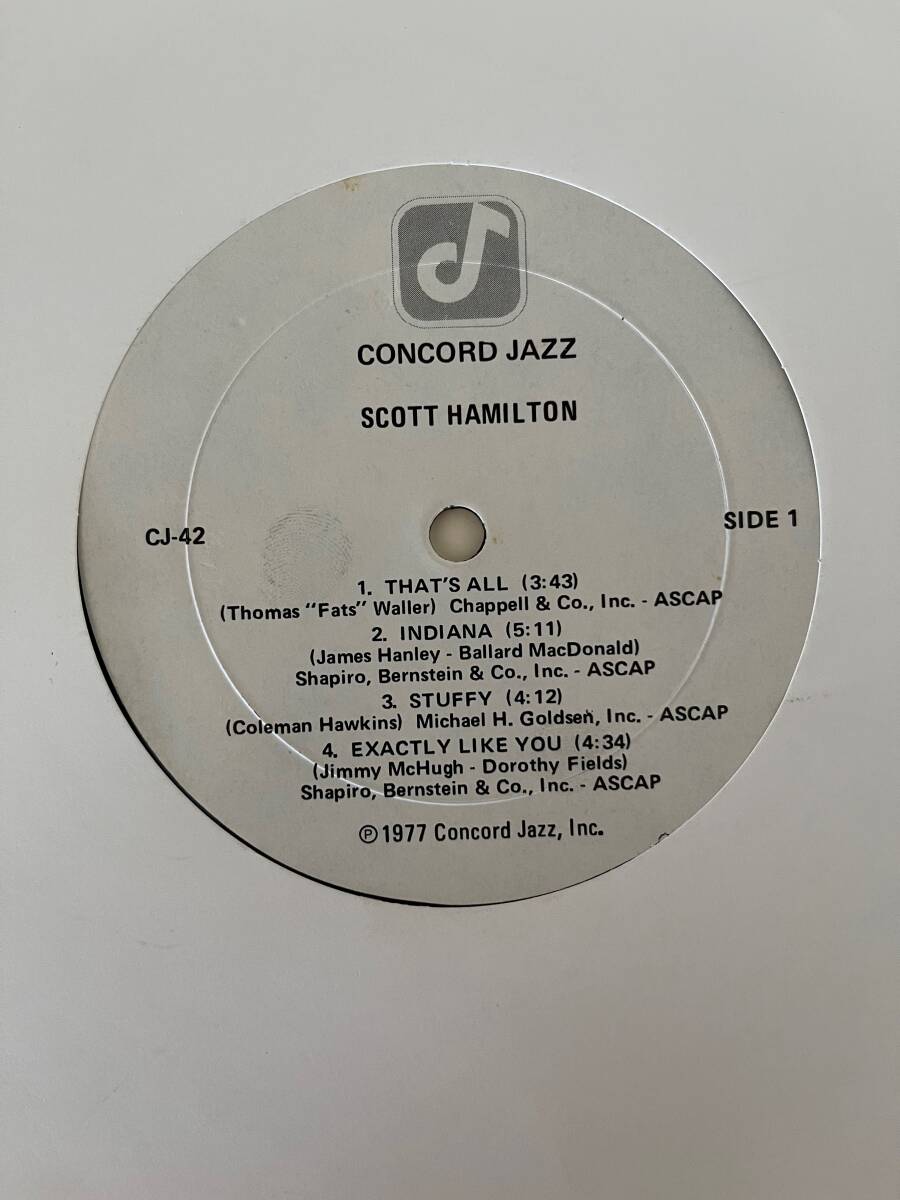 CONCORD JAZZ
SCOTT HAMILTON
CJ-42
SIDE 1
1. THAT'S ALL (3:43)
(Thomas "Fats" Waller) Chappell & Co., Inc. - ASCAP
2. INDIANA (5:11)
(James Hanley - Ballard MacDonald)
Shapiro, Bernstein & Co., Inc. - ASCAP
3. STUFFY (4:12)
(Coleman Hawkins) Michael H. Goldsen, Inc. - ASCAP
4. EXACTLY LIKE YOU (4:34)
(Jimmy McHugh - Dorothy Fields)
Shapiro, Bernstein & Co., Inc. - ASCAP
℗ 1977 Concord Jazz, Inc.